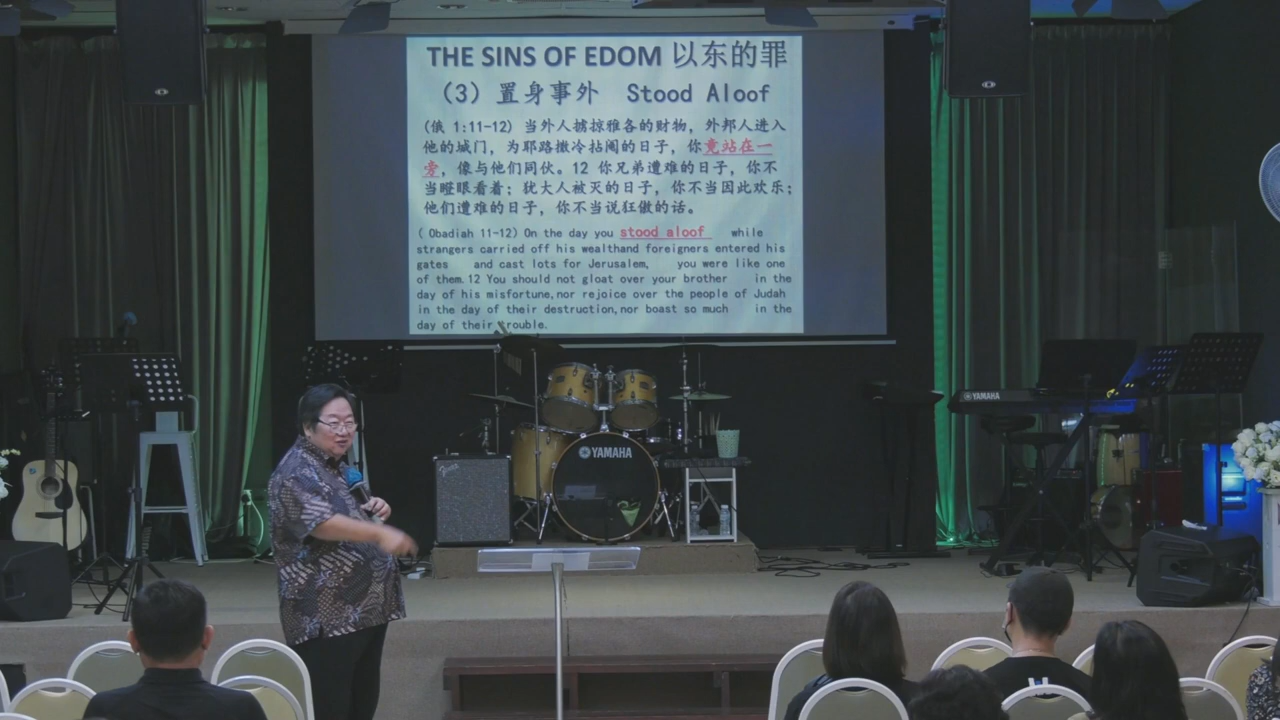 THE SINS OF EDOM 以东的罪
（3）置身事外 Stood Aloof
(俄 1:11-12) 当外人掳掠雅各的财物，外邦人进入
他的城门，为耶路撒冷拈阄的日子，你竟站在一
旁，像与他们同伙。12 你兄弟遭难的日子，你不
当瞪眼看着；犹大人被灭的日子，你不当因此欢乐；
他们遭难的日子，你不当说狂傲的话。
( Obadiah 11-12) On the day you stood aloof while
strangers carried off his wealthand foreigners entered his
gates and cast lots for Jerusalem, you were like one
of them.12 You should not gloat over your brother in the
day of his misfortune,nor rejoice over the people of Judah
in the day of their destruction,nor boast so much in the
day of their trouble.
YAMAHA
YAMAHA
Fender